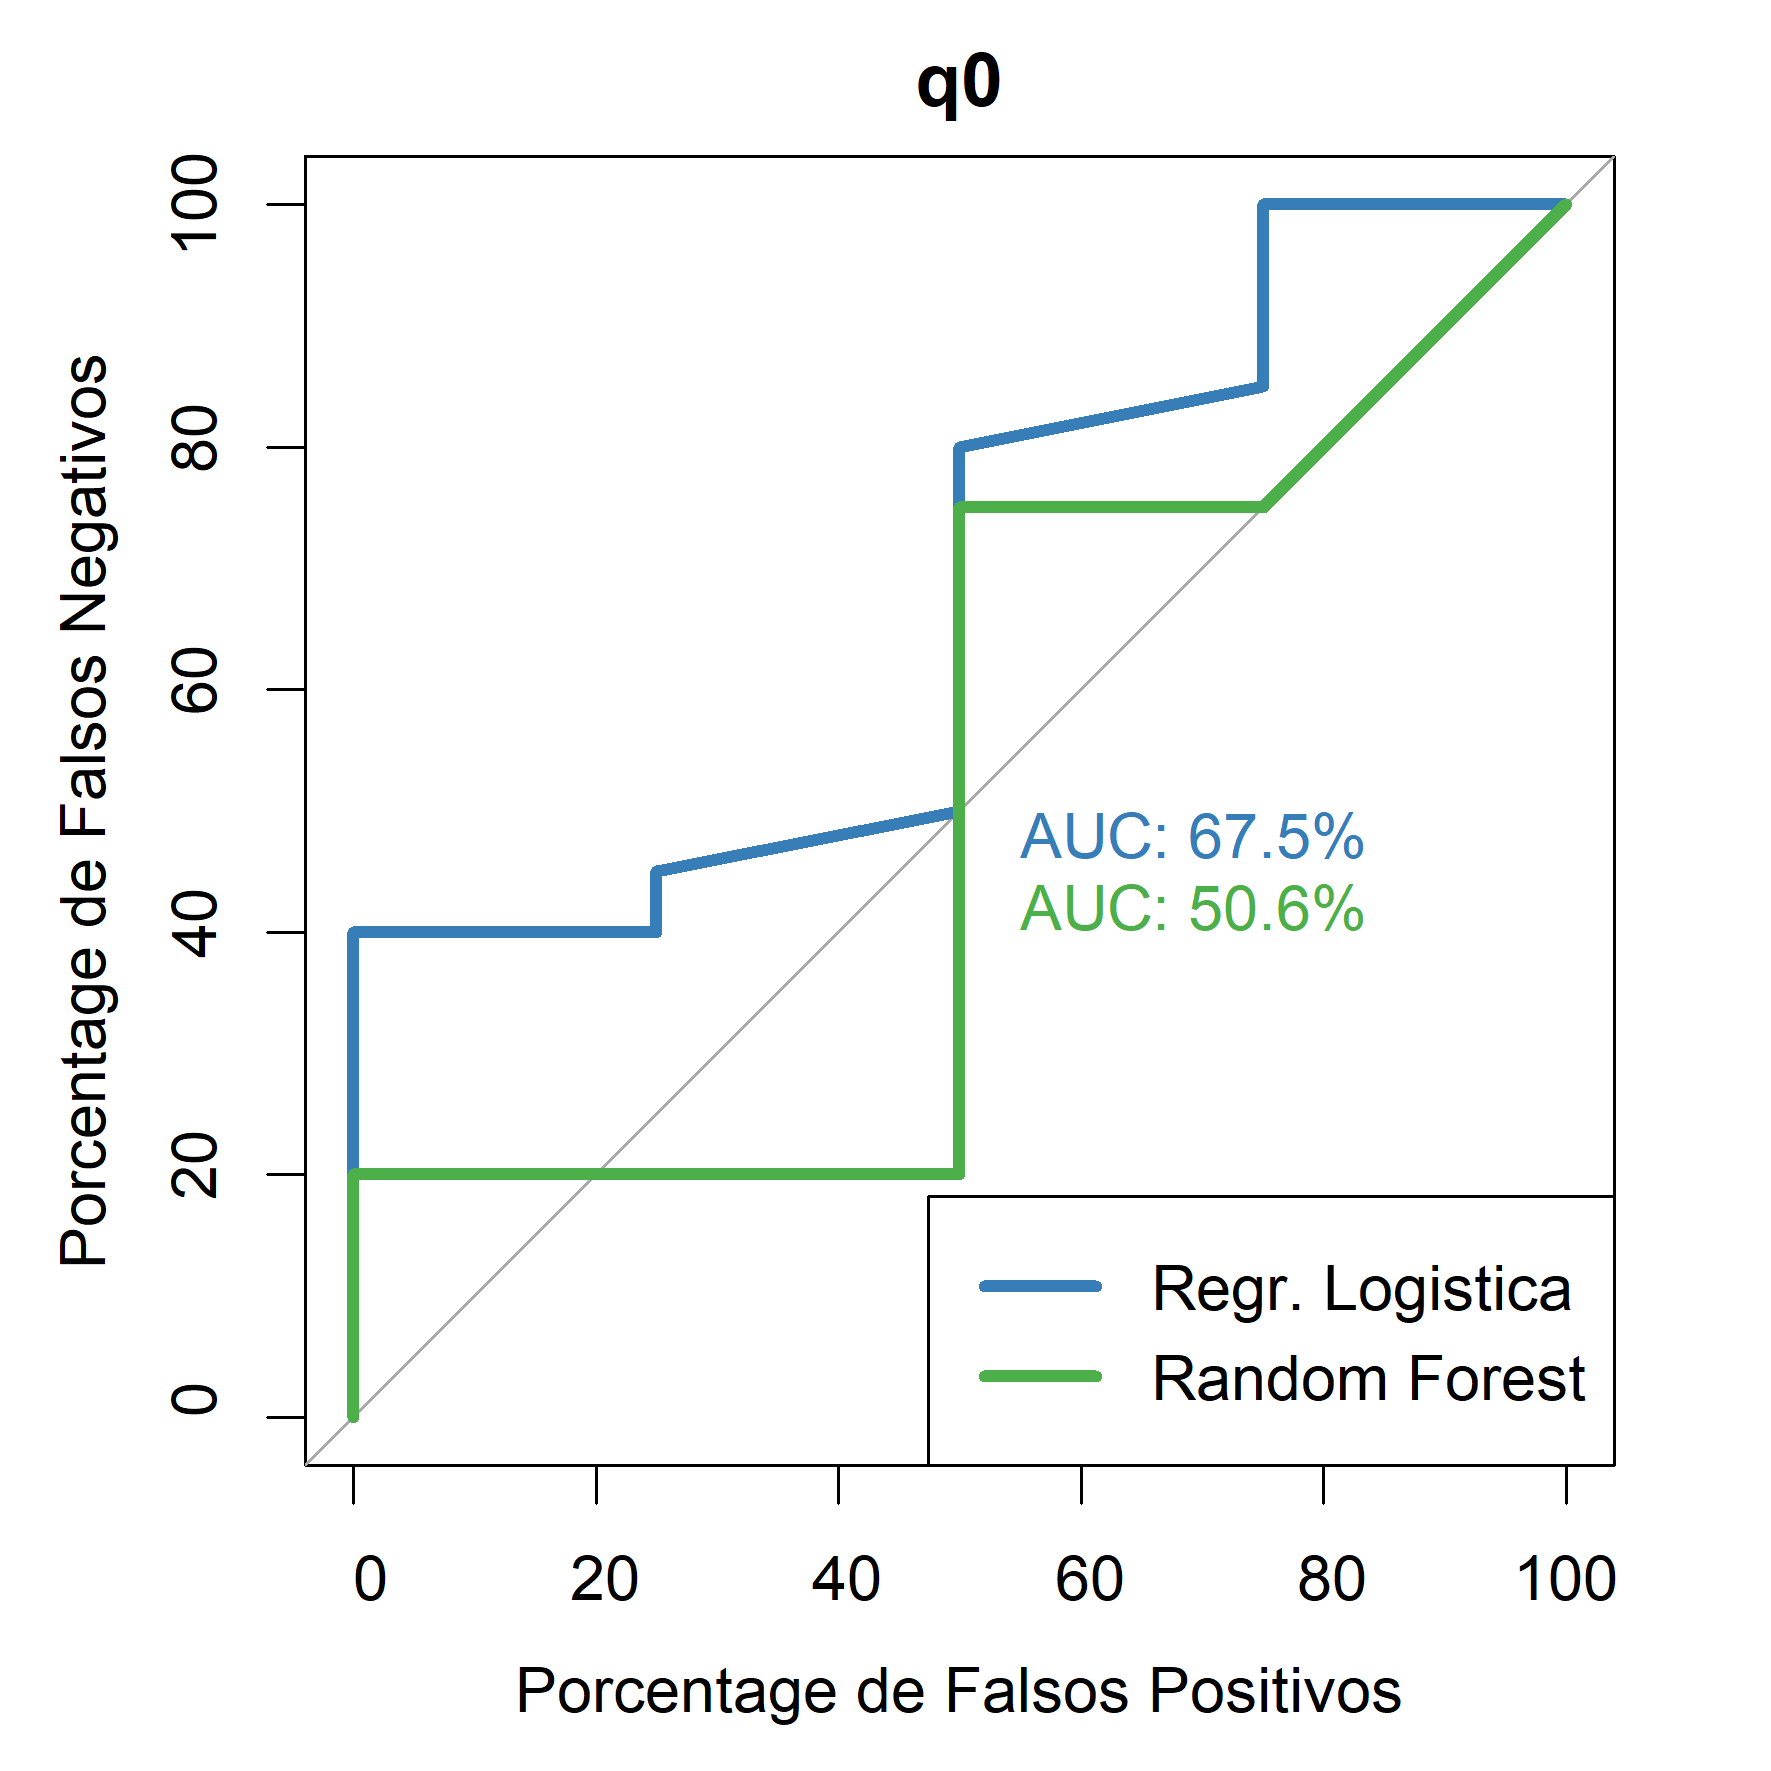 q0
Porcentage de Falsos Negativos
100
80
60
40
20
0
AUC: 67.5%
AUC: 50.6%
Regr. Logistica
Random Forest
0 20 40 60 80 100
Porcentage de Falsos Positivos